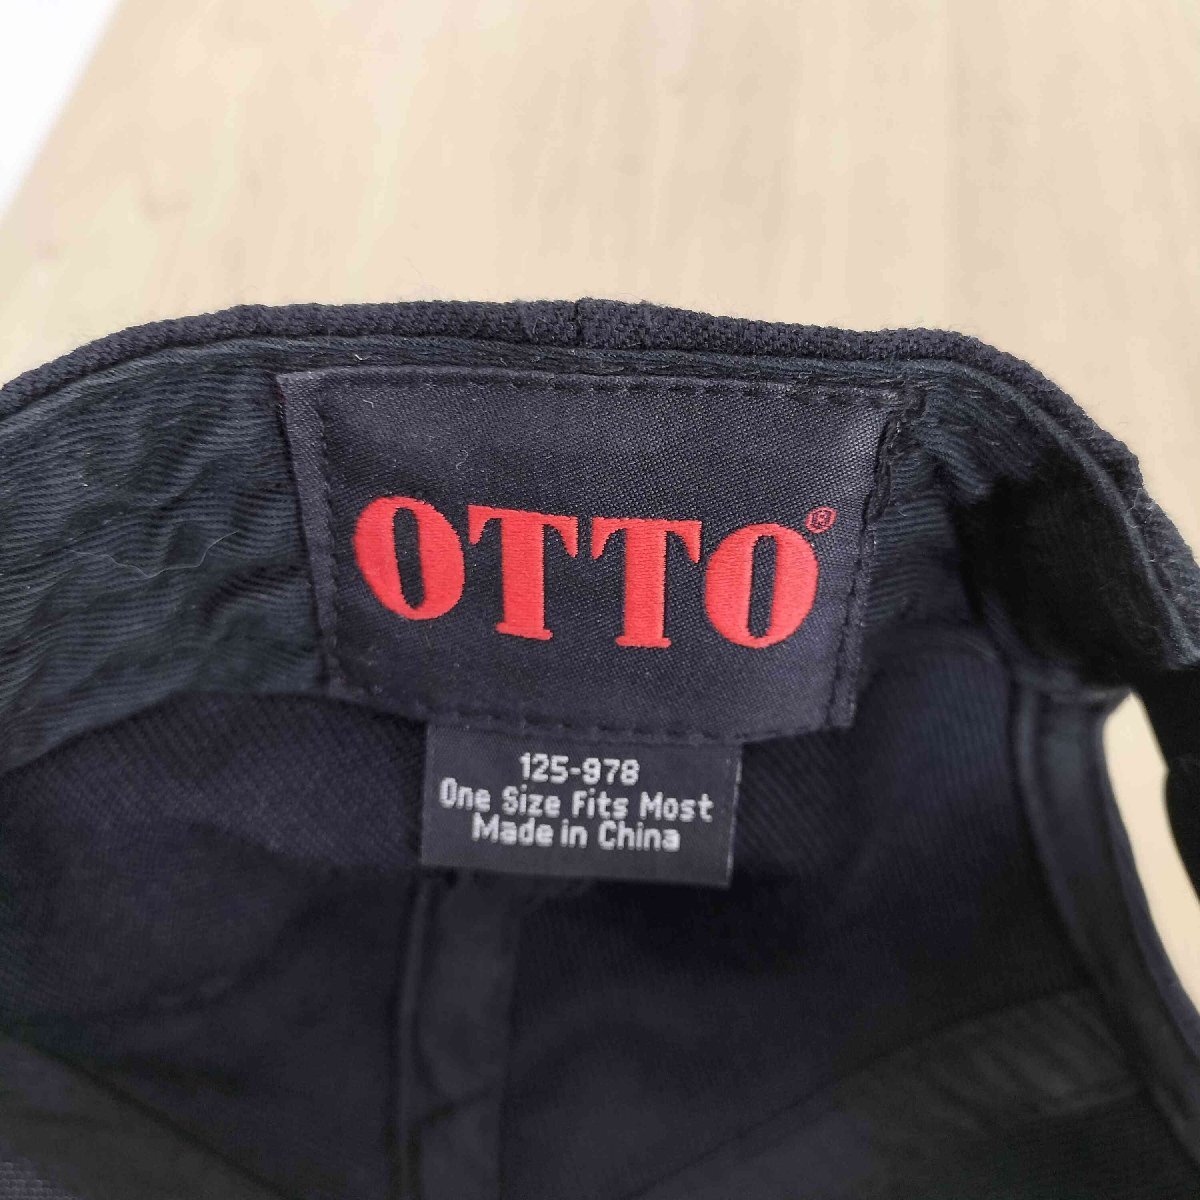 OTTO®
125-978
One Size Fits Most
Made in China